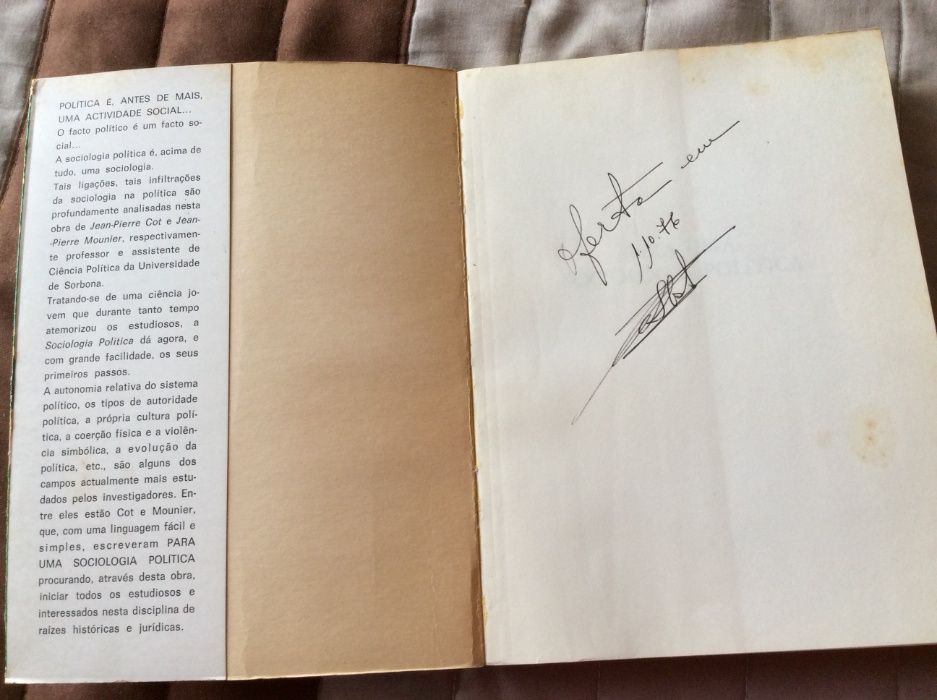 POLÍTICA É, ANTES DE MAIS,
UMA ACTIVIDADE SOCIAL...
O facto político é um facto so-
cial...
A sociologia política é, acima de
tudo, uma sociologia.
Tais ligações, tais infiltrações
da sociologia na política são
profundamente analisadas nesta
obra de Jean-Pierre Cot e Jean-
-Pierre Mounier, respectivamen-
te professor e assistente de
Ciência Política da Universidade
de Sorbona.
Tratando-se de uma ciência jo-
vem que durante tanto tempo
atemorizou os estudiosos, a
Sociologia Política dá agora, e
com grande facilidade, os seus
primeiros passos.
A autonomia relativa do sistema
político, os tipos de autoridade
política, a própria cultura polí-
tica, a coerção física e a violên-
cia simbólica, a evolução da
política, etc., são alguns dos
campos actualmente mais estu-
dados pelos investigadores. En-
tre eles estão Cot e Mounier,
que, com uma linguagem fácil e
simples, escreveram PARA
UMA SOCIOLOGIA POLÍTICA
procurando, através desta obra,
iniciar todos os estudiosos e
interessados nesta disciplina de
raízes históricas e jurídicas.
oferta em
1.10.76